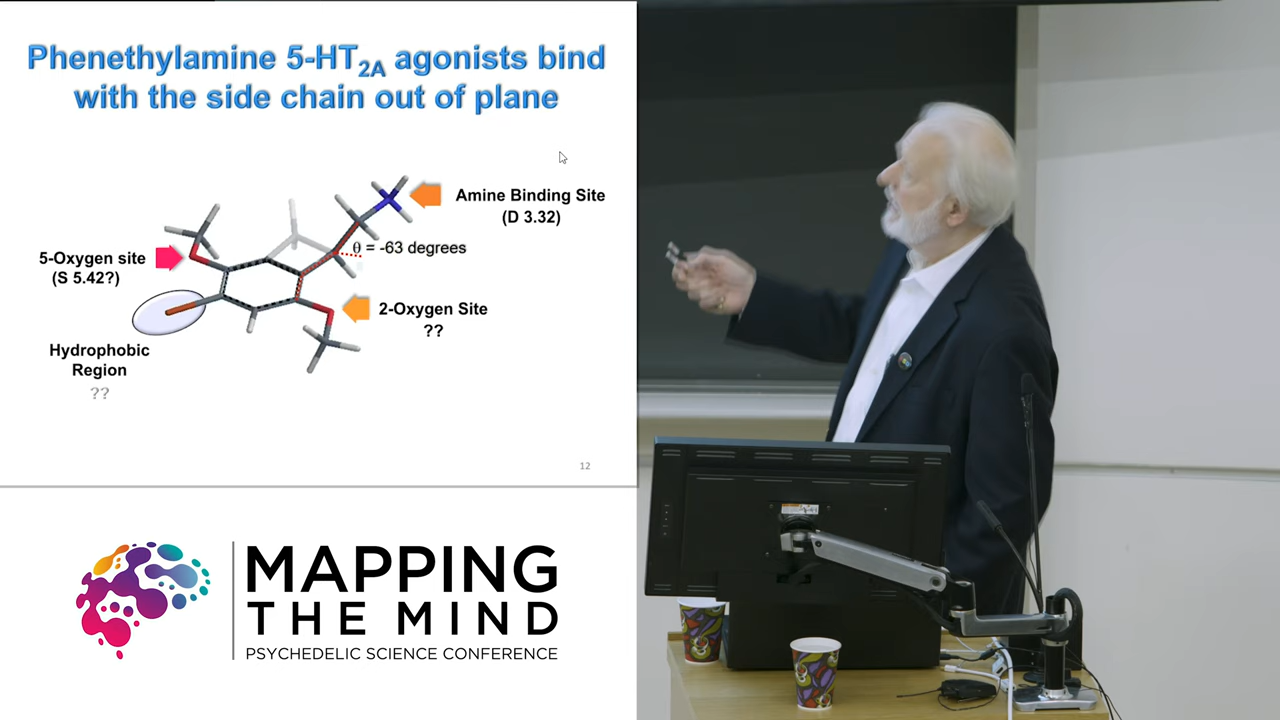 Phenethylamine 5-HT2A agonists bind
with the side chain out of plane
Amine Binding Site
(D 3.32)
θ = -63 degrees
5-Oxygen site
(S 5.42?)
2-Oxygen Site
??
Hydrophobic
Region
??
12
MAPPING
THE MIND
PSYCHEDELIC SCIENCE CONFERENCE